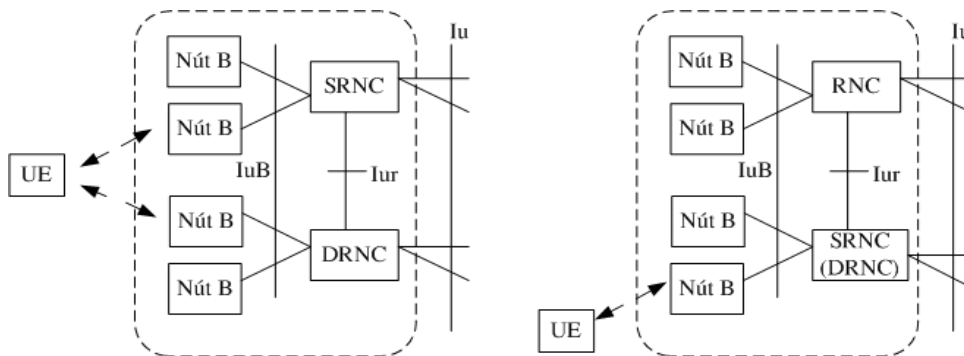 Iu
Nút B
SRNC
Nút B
UE
IuB
Iur
Nút B
DRNC
Nút B
Iu
Nút B
RNC
Nút B
IuB
Iur
Nút B
SRNC
(DRNC)
Nút B
UE